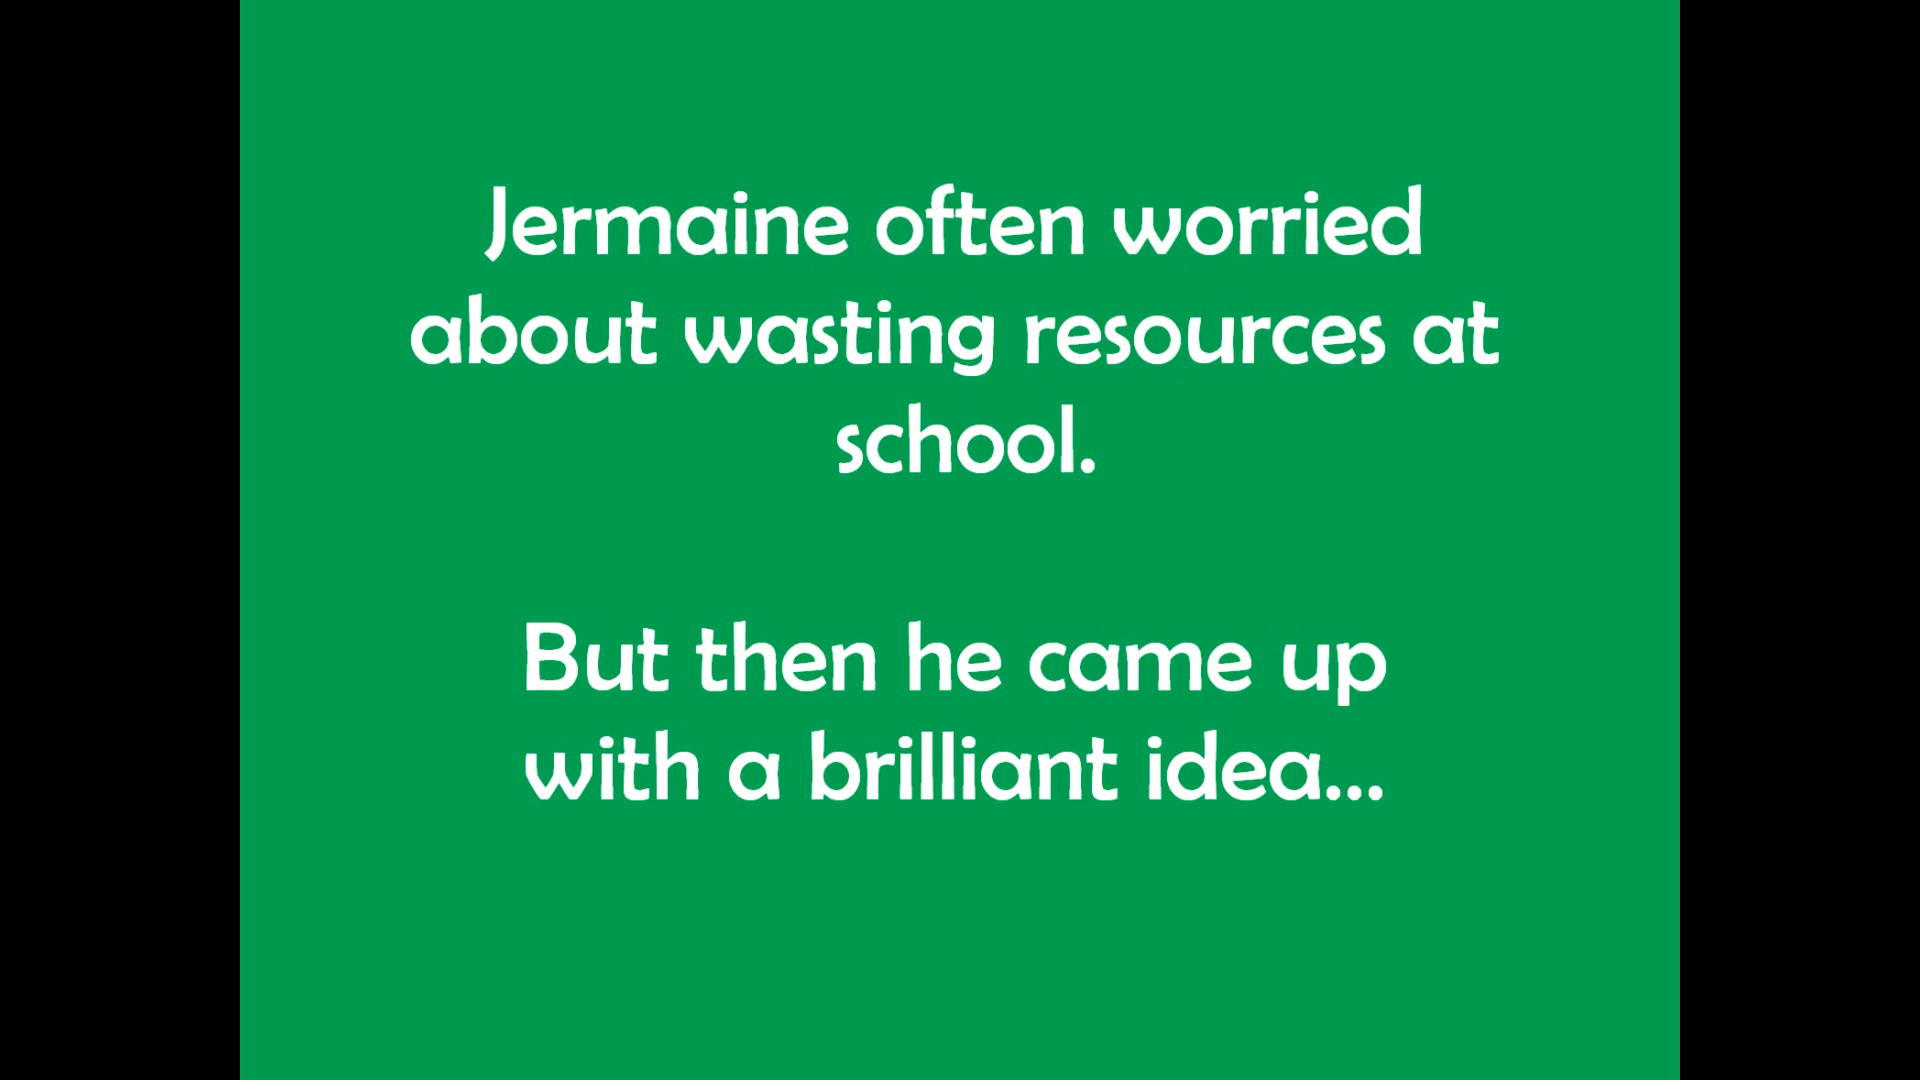 Jermaine often worried
about wasting resources at
school.
But then he came up
with a brilliant idea...